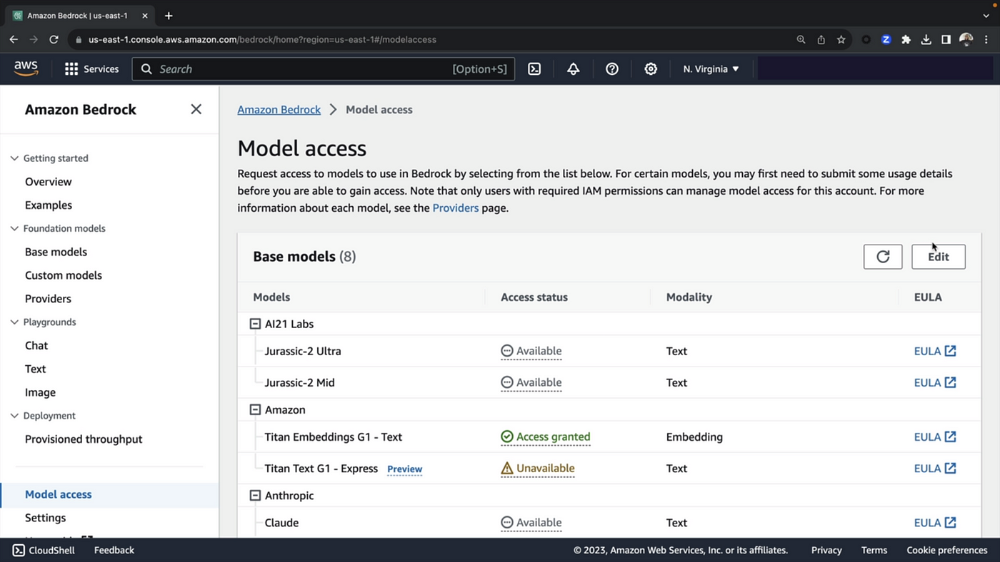 Amazon Bedrock | us-east-1
us-east-1.console.aws.amazon.com/bedrock/home?region=us-east-1#/modelaccess
aws Services Search [Option+S] N. Virginia
Amazon Bedrock
Getting started
Overview
Examples
Foundation models
Base models
Custom models
Providers
Playgrounds
Chat
Text
Image
Deployment
Provisioned throughput
Model access
Settings
Amazon Bedrock > Model access
Model access
Request access to models to use in Bedrock by selecting from the list below. For certain models, you may first need to submit some usage details
before you are able to gain access. Note that only users with required IAM permissions can manage model access for this account. For more
information about each model, see the Providers page.
Base models (8) Edit
Models Access status Modality EULA
AI21 Labs
Jurassic-2 Ultra Available Text EULA
Jurassic-2 Mid Available Text EULA
Amazon
Titan Embeddings G1 - Text Access granted Embedding EULA
Titan Text G1 - Express Preview Unavailable Text EULA
Anthropic
Claude Available Text EULA
CloudShell Feedback © 2023, Amazon Web Services, Inc. or its affiliates. Privacy Terms Cookie preferences